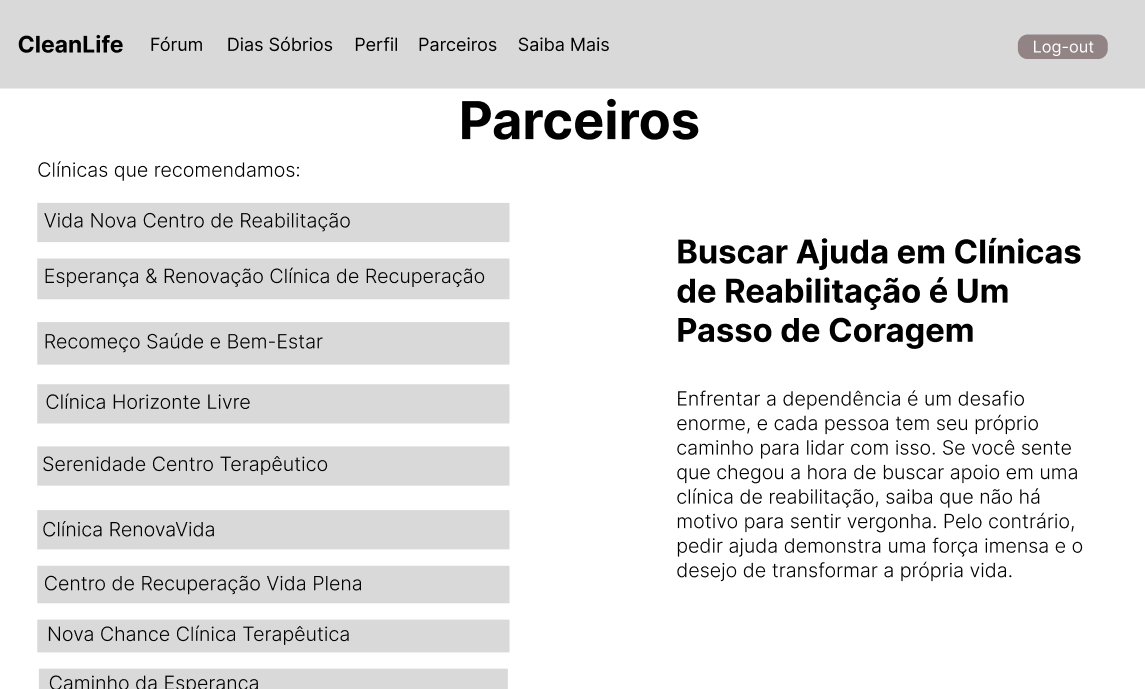 CleanLife Fórum Dias Sóbrios Perfil Parceiros Saiba Mais Log-out
Parceiros
Clínicas que recomendamos:
Vida Nova Centro de Reabilitação
Esperança & Renovação Clínica de Recuperação
Recomeço Saúde e Bem-Estar
Clínica Horizonte Livre
Serenidade Centro Terapêutico
Clínica RenovaVida
Centro de Recuperação Vida Plena
Nova Chance Clínica Terapêutica
Caminho da Esperança
Buscar Ajuda em Clínicas
de Reabilitação é Um
Passo de Coragem
Enfrentar a dependência é um desafio
enorme, e cada pessoa tem seu próprio
caminho para lidar com isso. Se você sente
que chegou a hora de buscar apoio em uma
clínica de reabilitação, saiba que não há
motivo para sentir vergonha. Pelo contrário,
pedir ajuda demonstra uma força imensa e o
desejo de transformar a própria vida.